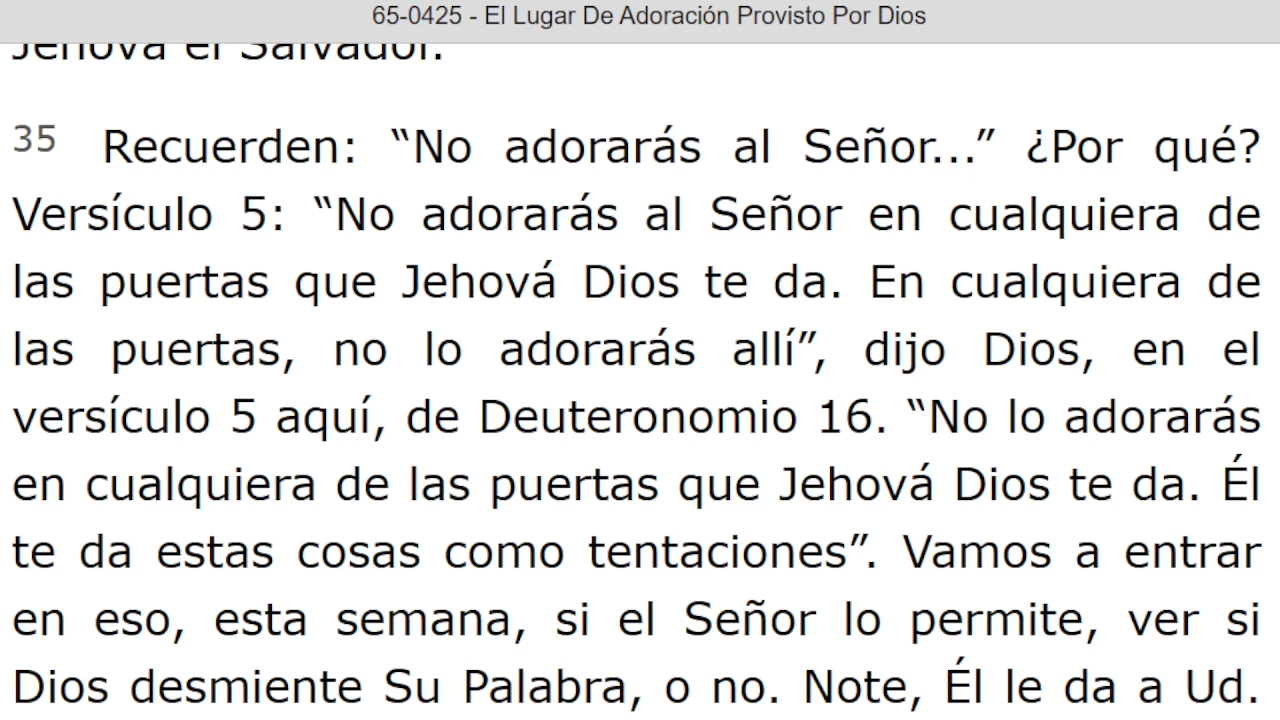 65-0425 - El Lugar De Adoración Provisto Por Dios
Jehová el Salvador.
35 Recuerden: “No adorarás al Señor...” ¿Por qué?
Versículo 5: “No adorarás al Señor en cualquiera de
las puertas que Jehová Dios te da. En cualquiera de
las puertas, no lo adorarás allí”, dijo Dios, en el
versículo 5 aquí, de Deuteronomio 16. “No lo adorarás
en cualquiera de las puertas que Jehová Dios te da. Él
te da estas cosas como tentaciones”. Vamos a entrar
en eso, esta semana, si el Señor lo permite, ver si
Dios desmiente Su Palabra, o no. Note, Él le da a Ud.